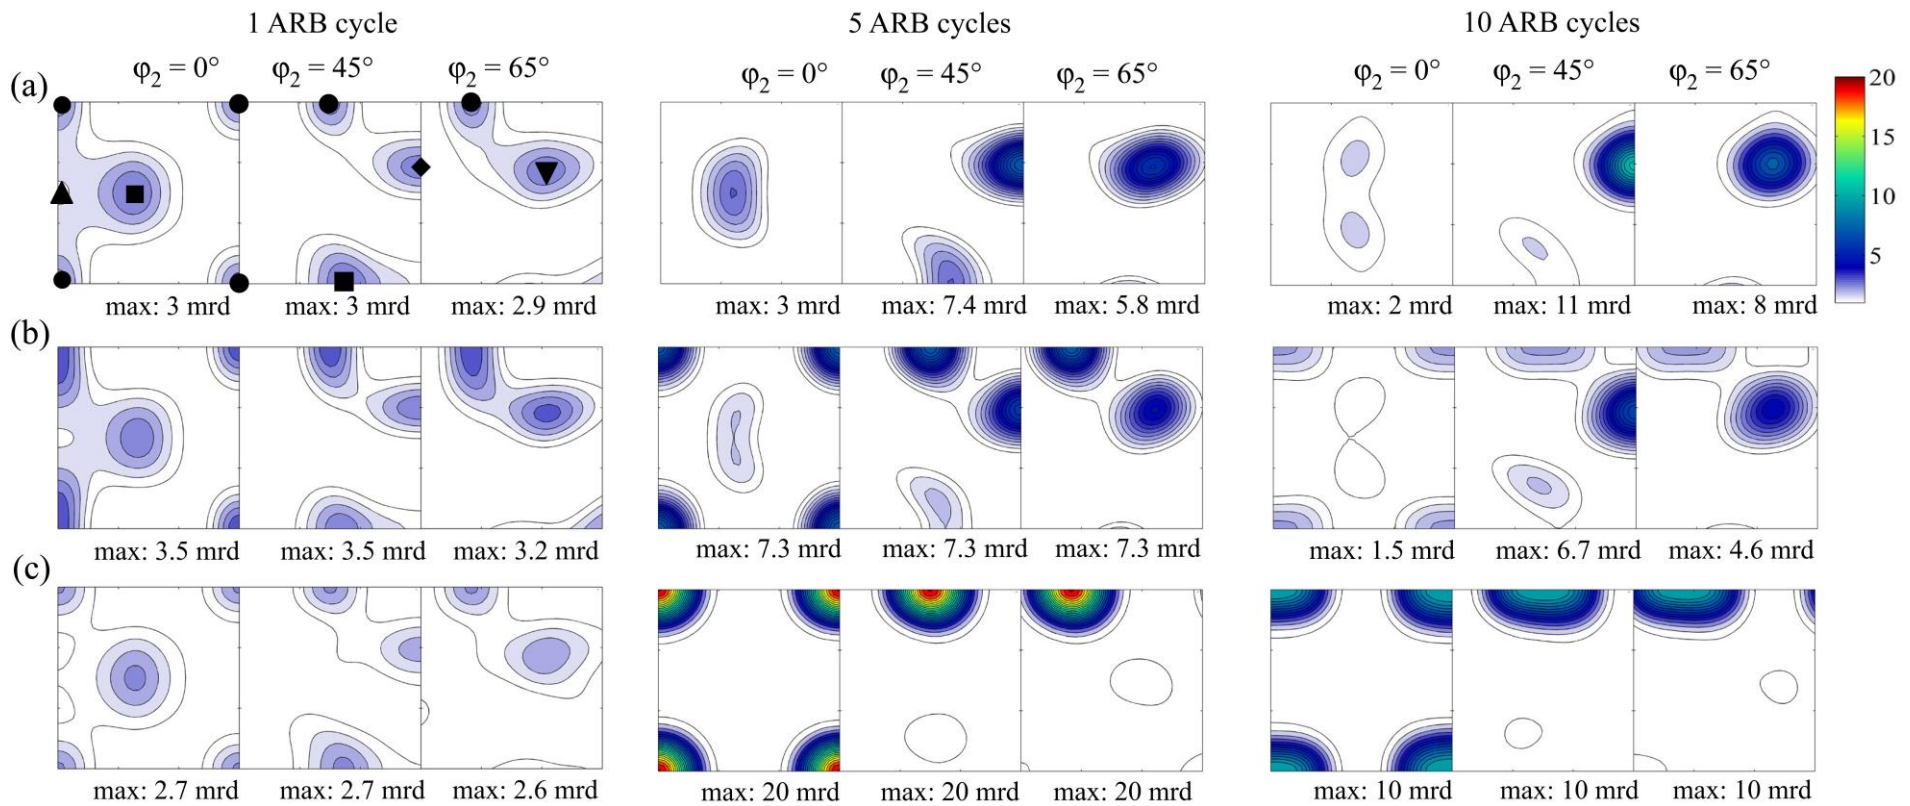 1 ARB cycle 5 ARB cycles 10 ARB cycles
φ2 = 0° φ2 = 45° φ2 = 65° φ2 = 0° φ2 = 45° φ2 = 65° φ2 = 0° φ2 = 45° φ2 = 65°
(a)
20
15
10
5
max: 3 mrd max: 3 mrd max: 2.9 mrd max: 3 mrd max: 7.4 mrd max: 5.8 mrd max: 2 mrd max: 11 mrd max: 8 mrd
(b)
max: 3.5 mrd max: 3.5 mrd max: 3.2 mrd max: 7.3 mrd max: 7.3 mrd max: 7.3 mrd max: 1.5 mrd max: 6.7 mrd max: 4.6 mrd
(c)
max: 2.7 mrd max: 2.7 mrd max: 2.6 mrd max: 20 mrd max: 20 mrd max: 20 mrd max: 10 mrd max: 10 mrd max: 10 mrd